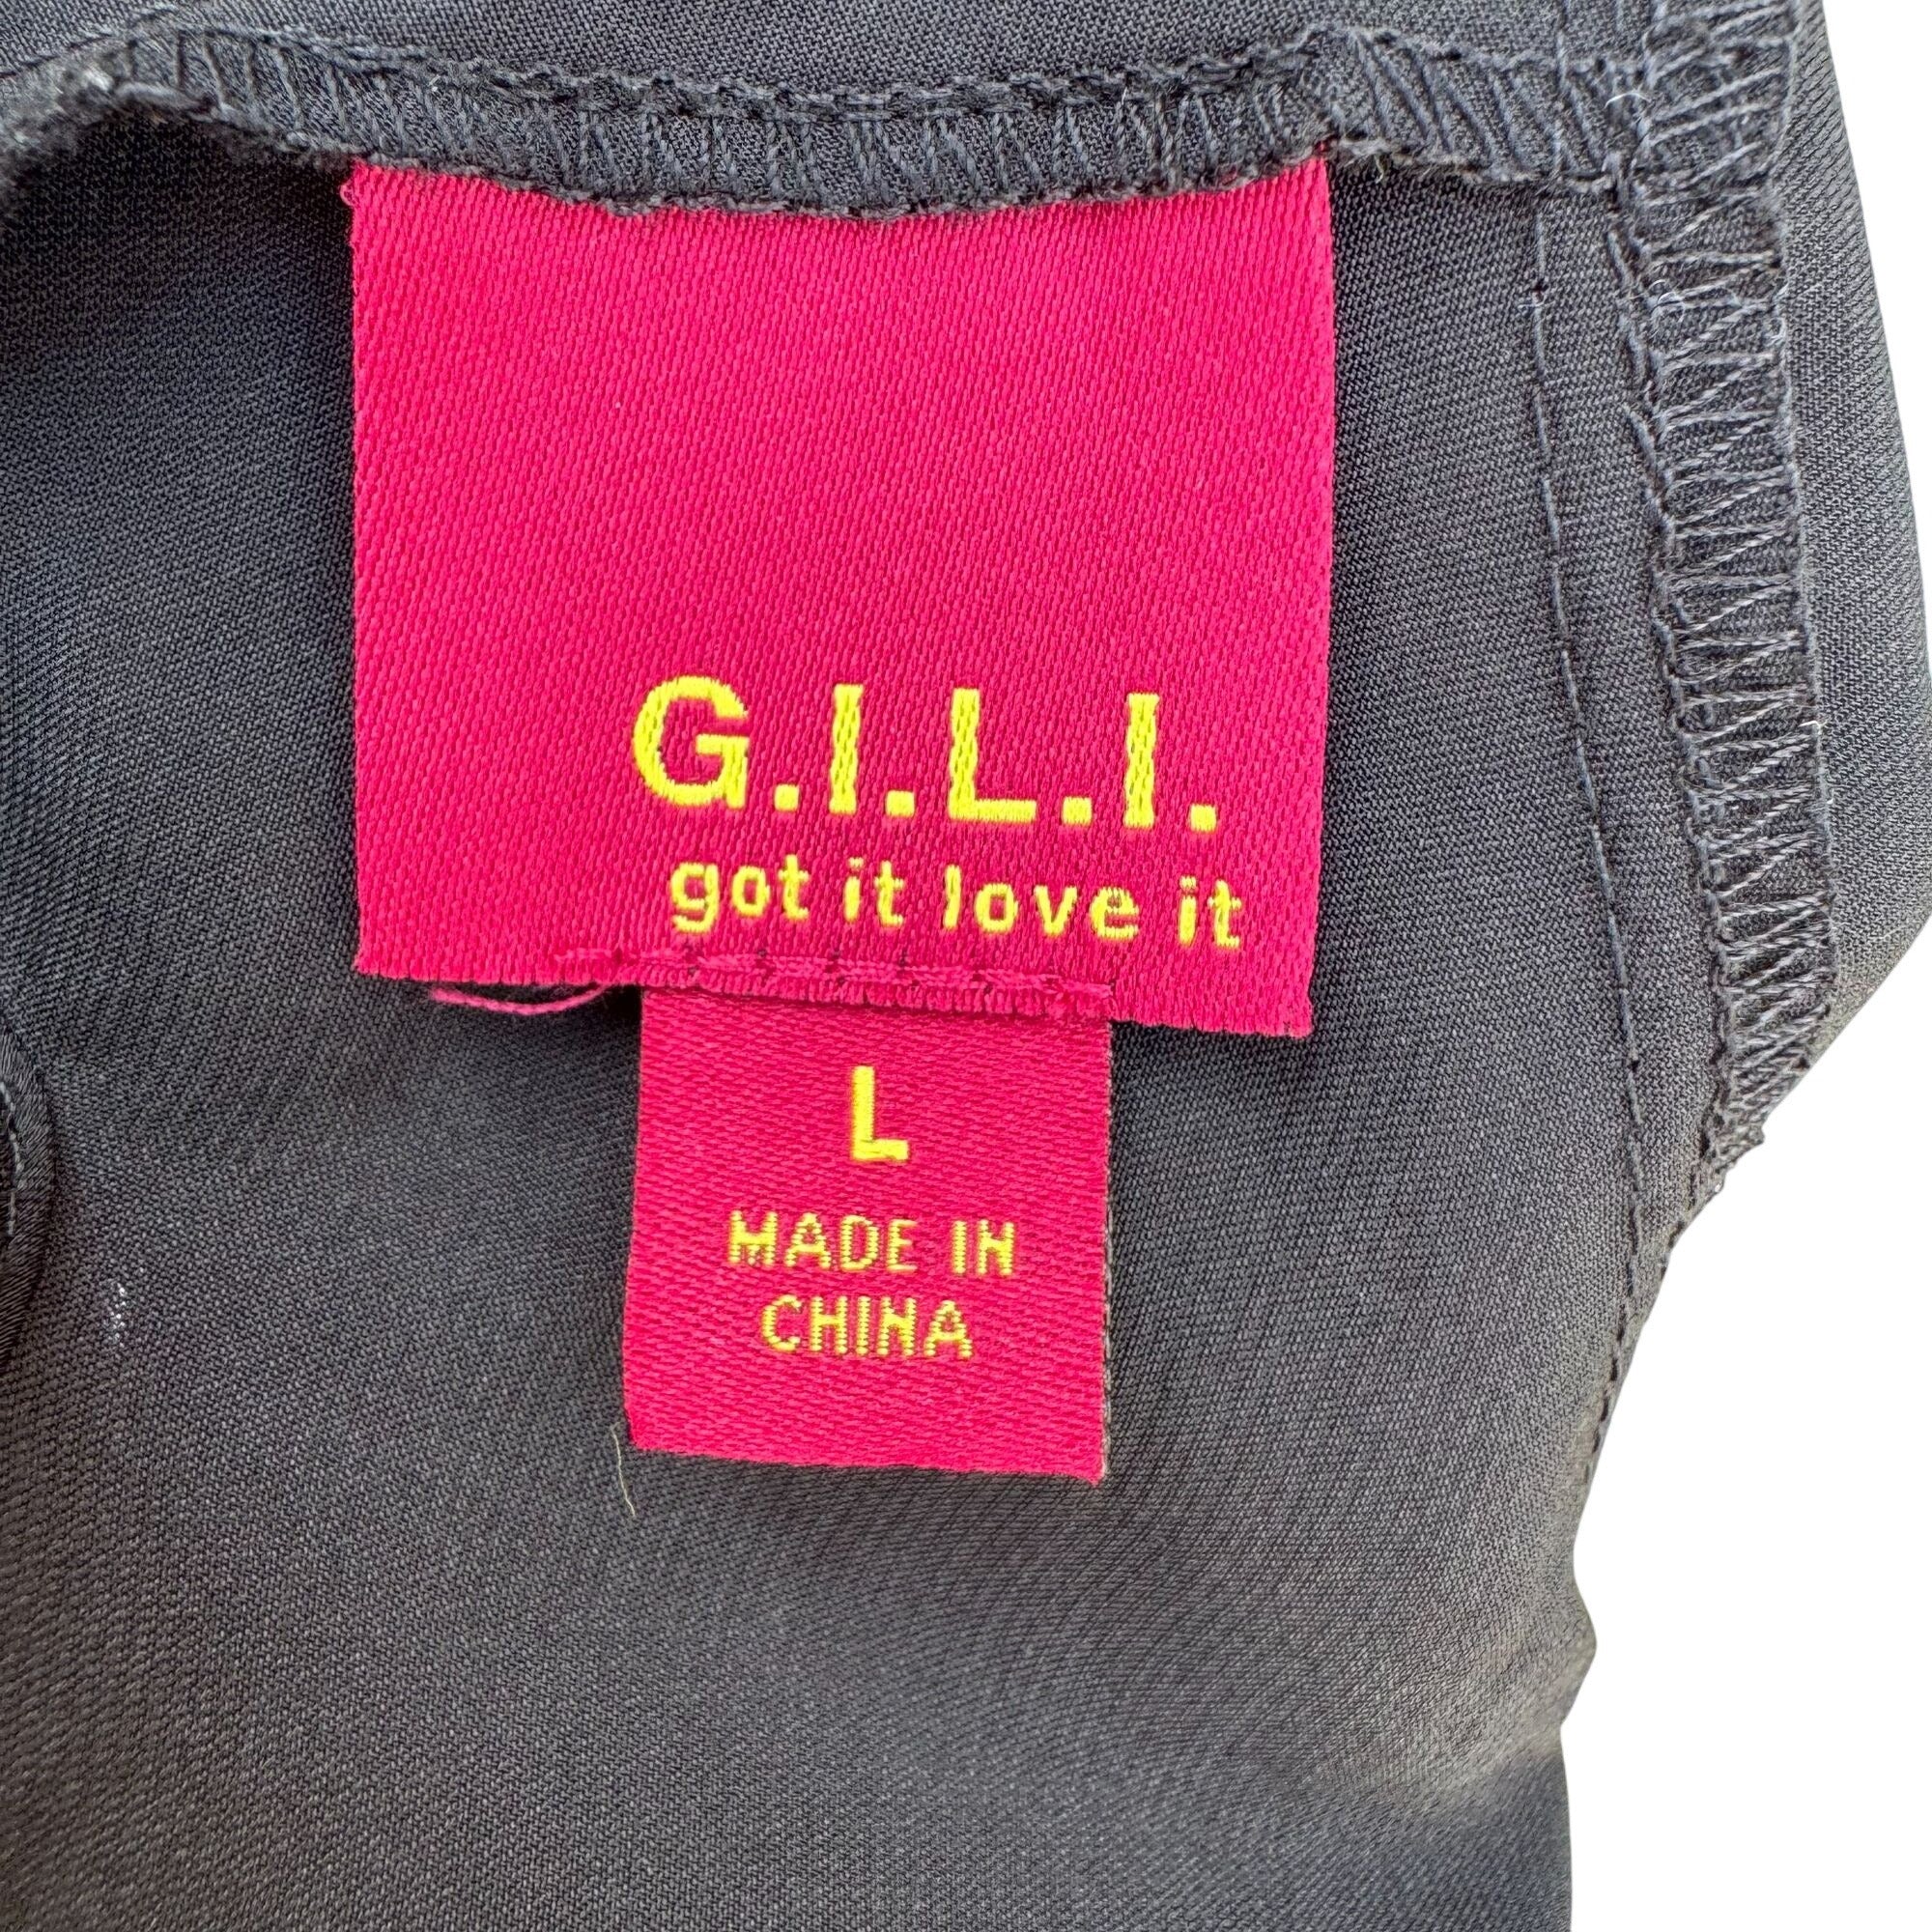 G.I.L.I.
got it love it
L
MADE IN
CHINA